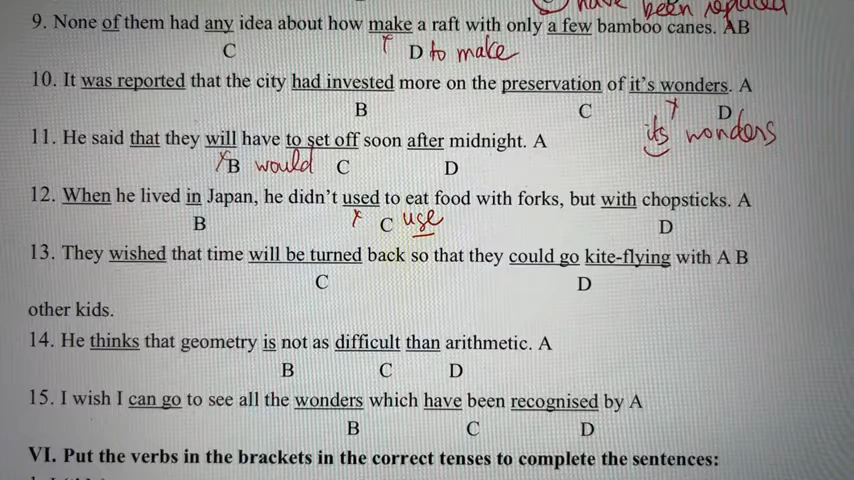 have been replaced
9. None of them had any idea about how make a raft with only a few bamboo canes. AB
C D to make
10. It was reported that the city had invested more on the preservation of it's wonders. A
B C D
its wonders
11. He said that they will have to set off soon after midnight. A
B would C D
12. When he lived in Japan, he didn't used to eat food with forks, but with chopsticks. A
B C use D
13. They wished that time will be turned back so that they could go kite-flying with A B
C D
other kids.
14. He thinks that geometry is not as difficult than arithmetic. A
B C D
15. I wish I can go to see all the wonders which have been recognised by A
B C D
VI. Put the verbs in the brackets in the correct tenses to complete the sentences: